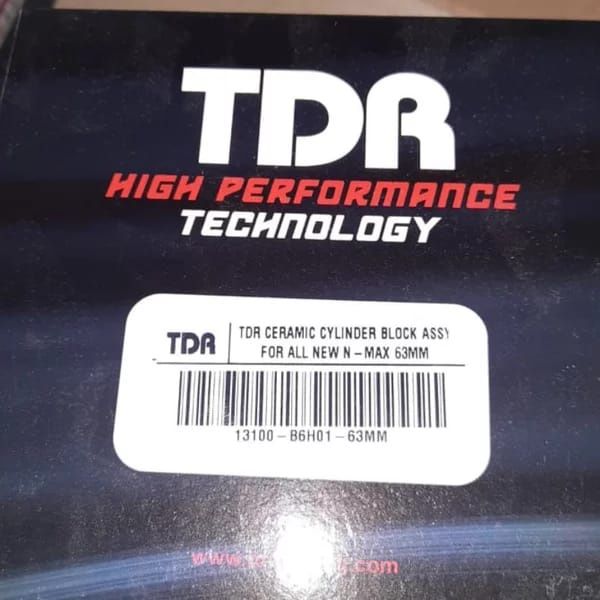 TDR
HIGH PERFORMANCE
TECHNOLOGY
TDR
TDR CERAMIC CYLINDER BLOCK ASSY
FOR ALL NEW N-MAX 63MM
13100-B6H01-63MM